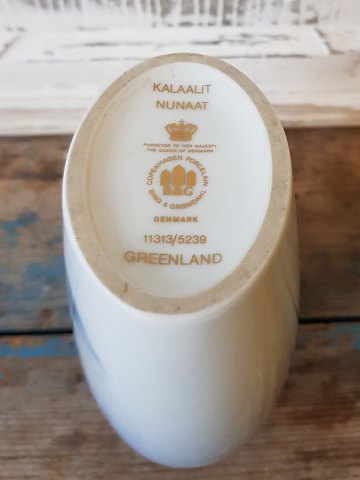 KALAALIT
NUNAAT
PURVEYOR TO HER MAJESTY
THE QUEEN OF DENMARK
COPENHAGEN PORCELAIN
B&G
BING & GRØNDAHL
DENMARK
11313/5239
GREENLAND